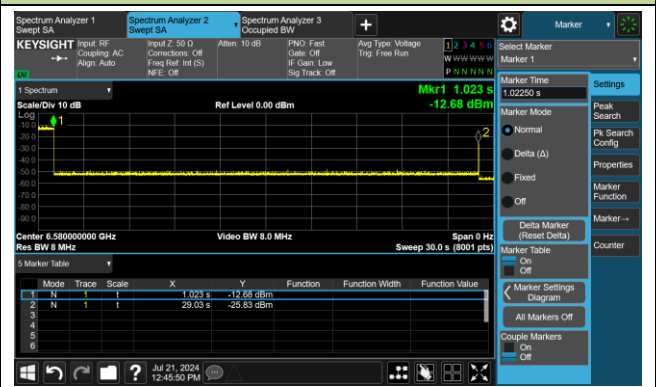 Spectrum Analyzer 1
Swept SA
Spectrum Analyzer 2
Swept SA
Spectrum Analyzer 3
Occupied BW
Marker
KEYSIGHT
Input: RF
Coupling: AC
Align: Auto
Input Z: 50 Ω
Corrections: Off
Freq Ref: Int (S)
NFE: Off
Atten: 10 dB
PNO: Fast
Gate: Off
IF Gain: Low
Sig Track: Off
Avg Type: Voltage
Trig: Free Run
1 2 3 4 5 6
W W W W W W
P N N N N N
Select Marker
Marker 1
1 Spectrum
Scale/Div 10 dB
Ref Level 0.00 dBm
Mkr1 1.023 s
-12.68 dBm
Log
-10.0
-20.0
-30.0
-40.0
-50.0
-60.0
-70.0
-80.0
-90.0
1
2
Center 6.580000000 GHz
Video BW 8.0 MHz
Span 0 Hz
Res BW 8 MHz
Sweep 30.0 s (8001 pts)
5 Marker Table
Mode Trace Scale X Y Function Function Width Function Value
1 N 1 t 1.023 s -12.68 dBm
2 N 1 t 29.03 s -25.83 dBm
3
4
5
6
Marker Time
1.02250 s
Marker Mode
Normal
Delta (Δ)
Fixed
Off
Delta Marker
(Reset Delta)
Marker Table
On
Off
Marker Settings
Diagram
All Markers Off
Couple Markers
On
Off
Settings
Peak
Search
Pk Search
Config
Properties
Marker
Function
Marker→
Counter
?
Jul 21, 2024
12:45:50 PM